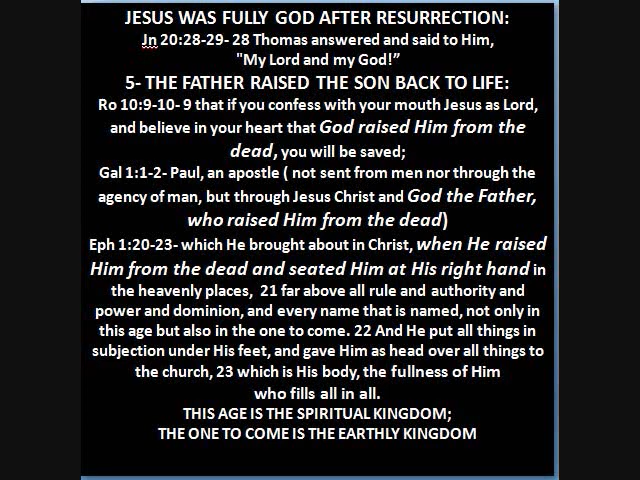 JESUS WAS FULLY GOD AFTER RESURRECTION:
Jn 20:28-29- 28 Thomas answered and said to Him,
"My Lord and my God!”
5- THE FATHER RAISED THE SON BACK TO LIFE:
Ro 10:9-10- 9 that if you confess with your mouth Jesus as Lord,
and believe in your heart that God raised Him from the
dead, you will be saved;
Gal 1:1-2- Paul, an apostle ( not sent from men nor through the
agency of man, but through Jesus Christ and God the Father,
who raised Him from the dead)
Eph 1:20-23- which He brought about in Christ, when He raised
Him from the dead and seated Him at His right hand in
the heavenly places,  21 far above all rule and authority and
power and dominion, and every name that is named, not only in
this age but also in the one to come. 22 And He put all things in
subjection under His feet, and gave Him as head over all things to
the church, 23 which is His body, the fullness of Him
who fills all in all.
THIS AGE IS THE SPIRITUAL KINGDOM;
THE ONE TO COME IS THE EARTHLY KINGDOM